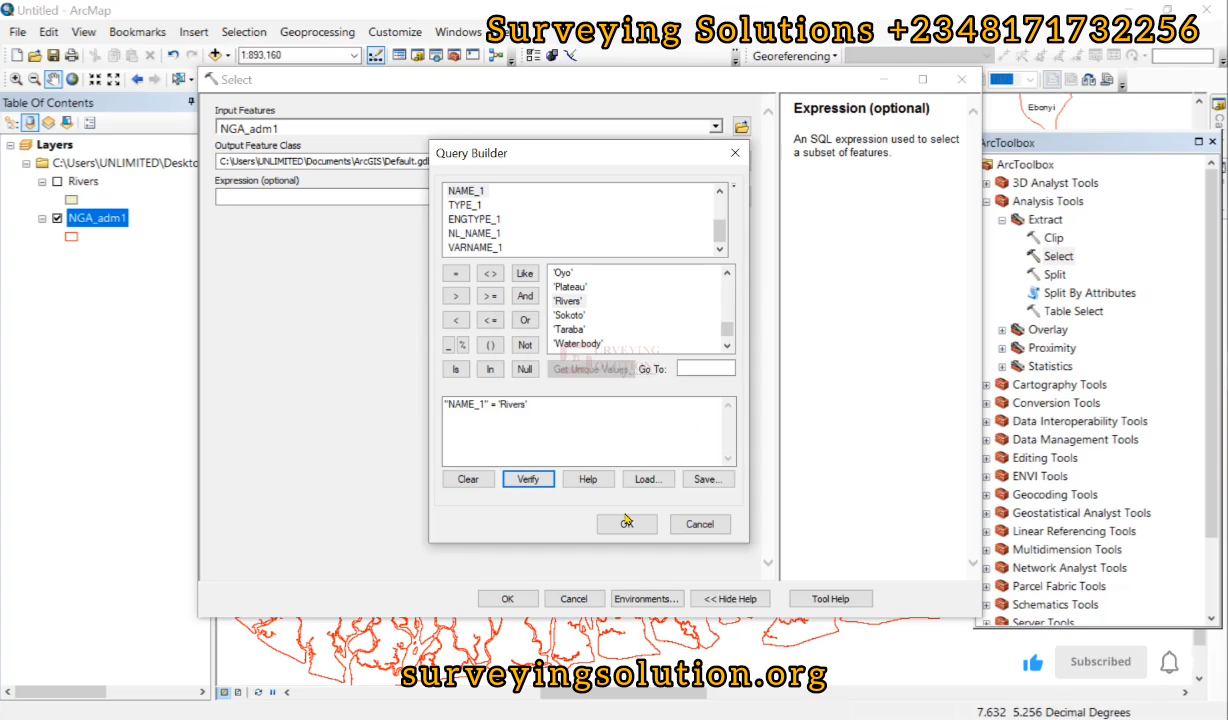 Untitled - ArcMap
Surveying Solutions +2348171732256
File Edit View Bookmarks Insert Selection Geoprocessing Customize Windows
1:893,160
Georeferencing
Select
Table Of Contents
Layers
C:\Users\UNLIMITED\Deskto
Rivers
NGA_adm1
Input Features
NGA_adm1
Output Feature Class
C:\Users\UNLIMITED\Documents\ArcGIS\Default.gd
Expression (optional)
Query Builder
NAME_1
TYPE_1
ENGTYPE_1
NL_NAME_1
VARNAME_1
= < > Like
> > = And
< < = Or
_ % ( ) Not
Is In Null
'Oyo'
'Plateau'
'Rivers'
'Sokoto'
'Taraba'
'Water body'
Get Unique Values Go To:
"NAME_1" = 'Rivers'
Clear Verify Help Load... Save...
OK Cancel
OK Cancel Environments... << Hide Help Tool Help
Expression (optional)
An SQL expression used to select
a subset of features.
Ebonyi
ArcToolbox
ArcToolbox
3D Analyst Tools
Analysis Tools
Extract
Clip
Select
Split
Split By Attributes
Table Select
Overlay
Proximity
Statistics
Cartography Tools
Conversion Tools
Data Interoperability Tools
Data Management Tools
Editing Tools
ENVI Tools
Geocoding Tools
Geostatistical Analyst Tools
Linear Referencing Tools
Multidimension Tools
Network Analyst Tools
Parcel Fabric Tools
Schematics Tools
Server Tools
Subscribed
surveyingsolution.org
7.632 5.256 Decimal Degrees